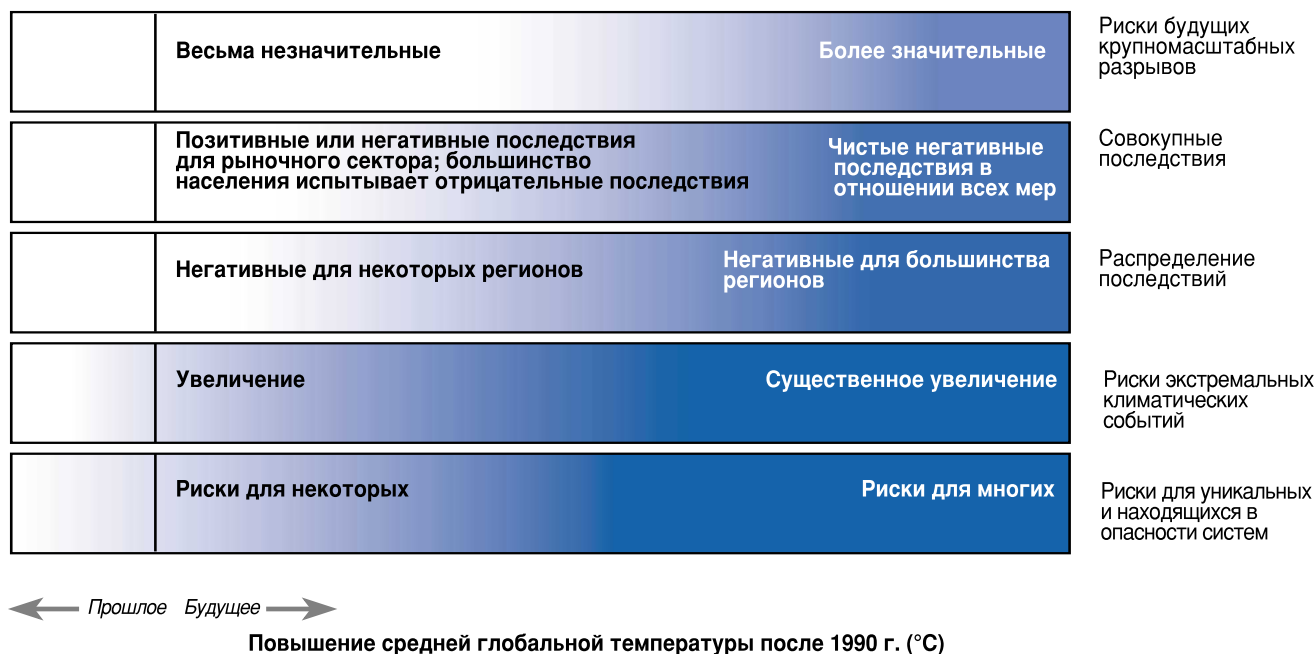 Весьма незначительные
Более значительные
Риски будущих
крупномасштабных
разрывов
Позитивные или негативные последствия
для рыночного сектора; большинство
населения испытывает отрицательные последствия
Чистые негативные
последствия в
отношении всех мер
Совокупные
последствия
Негативные для некоторых регионов
Негативные для большинства
регионов
Распределение
последствий
Увеличение
Существенное увеличение
Риски экстремальных
климатических
событий
Риски для некоторых
Риски для многих
Риски для уникальных
и находящихся в
опасности систем
Прошлое Будущее
Повышение средней глобальной температуры после 1990 г. (°C)